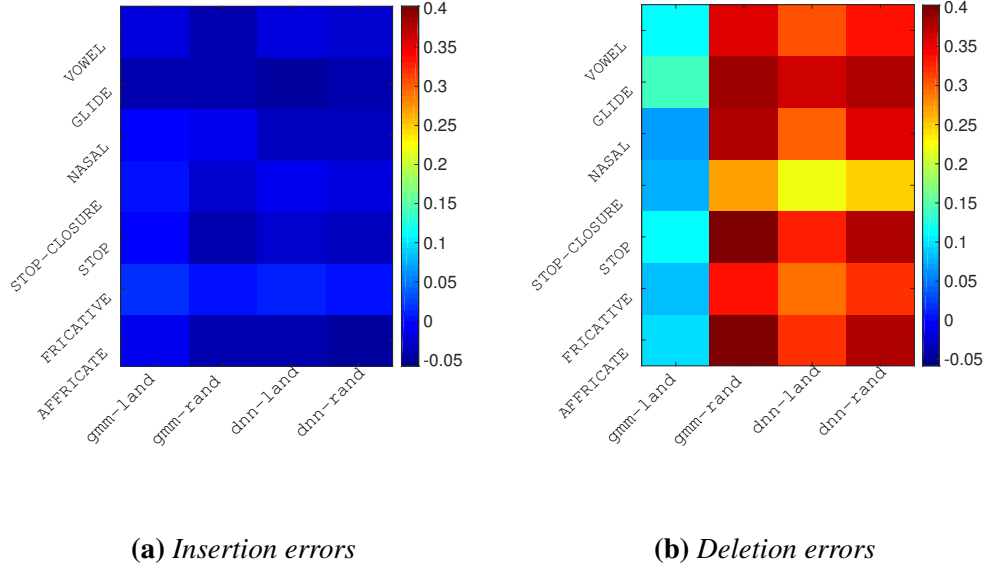 VOWEL
GLIDE
NASAL
STOP-CLOSURE
STOP
FRICATIVE
AFFRICATE
gmm-land
gmm-rand
dnn-land
dnn-rand
0.4
0.35
0.3
0.25
0.2
0.15
0.1
0.05
0
-0.05
(a) Insertion errors
VOWEL
GLIDE
NASAL
STOP-CLOSURE
STOP
FRICATIVE
AFFRICATE
gmm-land
gmm-rand
dnn-land
dnn-rand
0.4
0.35
0.3
0.25
0.2
0.15
0.1
0.05
0
-0.05
(b) Deletion errors